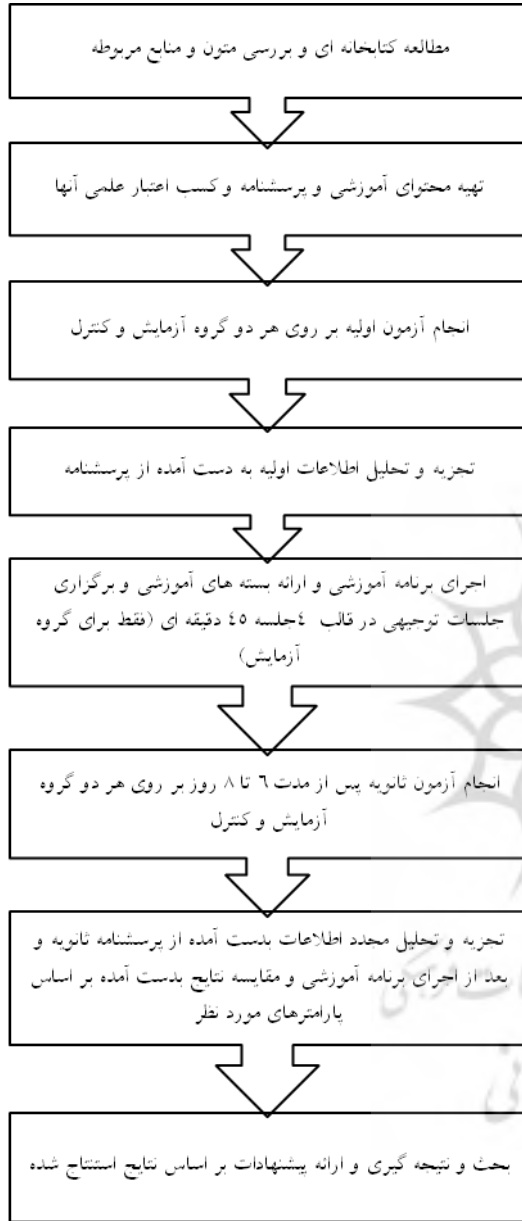 مطالعه کتابخانه ای و بررسی متون و منابع مربوطه
تهیه محتوای آموزشی و پرسشنامه و کسب اعتبار علمی آنها
انجام آزمون اولیه بر روی هر دو گروه آزمایش و کنترل
تجزیه و تحلیل اطلاعات اولیه به دست آمده از پرسشنامه
اجرای برنامه آموزشی و ارائه بسته های آموزشی و برگزاری
جلسات توجیهی در قالب ٤جلسه ٤٥ دقیقه ای (فقط برای گروه
آزمایش)
انجام آزمون ثانویه پس از مدت ٦ تا ٨ روز بر روی هر دو گروه
آزمایش و کنترل
تجزیه و تحلیل مجدد اطلاعات بدست آمده از پرسشنامه ثانویه و
بعد از اجرای برنامه آموزشی و مقایسه نتایج بدست آمده بر اساس
پارامترهای مورد نظر
بحث و نتیجه گیری و ارائه پیشنهادات بر اساس نتایج استنتاج شده